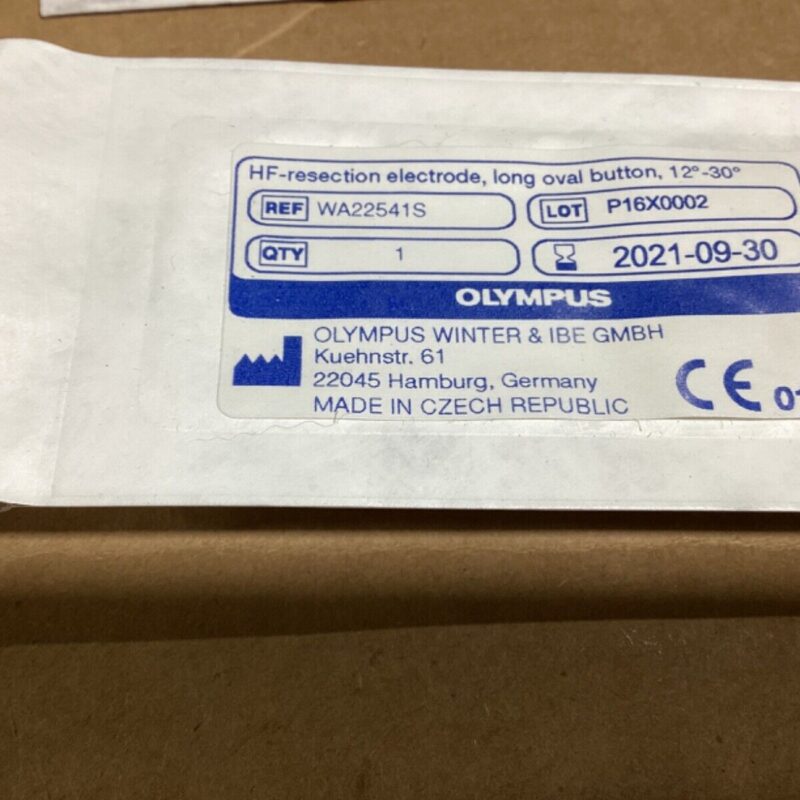 HF-resection electrode, long oval button, 12°-30°
REF WA22541S
LOT P16X0002
QTY 1
2021-09-30
OLYMPUS
OLYMPUS WINTER & IBE GMBH
Kuehnstr. 61
22045 Hamburg, Germany
MADE IN CZECH REPUBLIC
CE